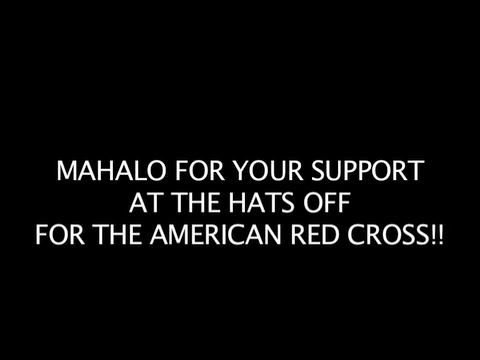 MAHALO FOR YOUR SUPPORT
AT THE HATS OFF
FOR THE AMERICAN RED CROSS!!